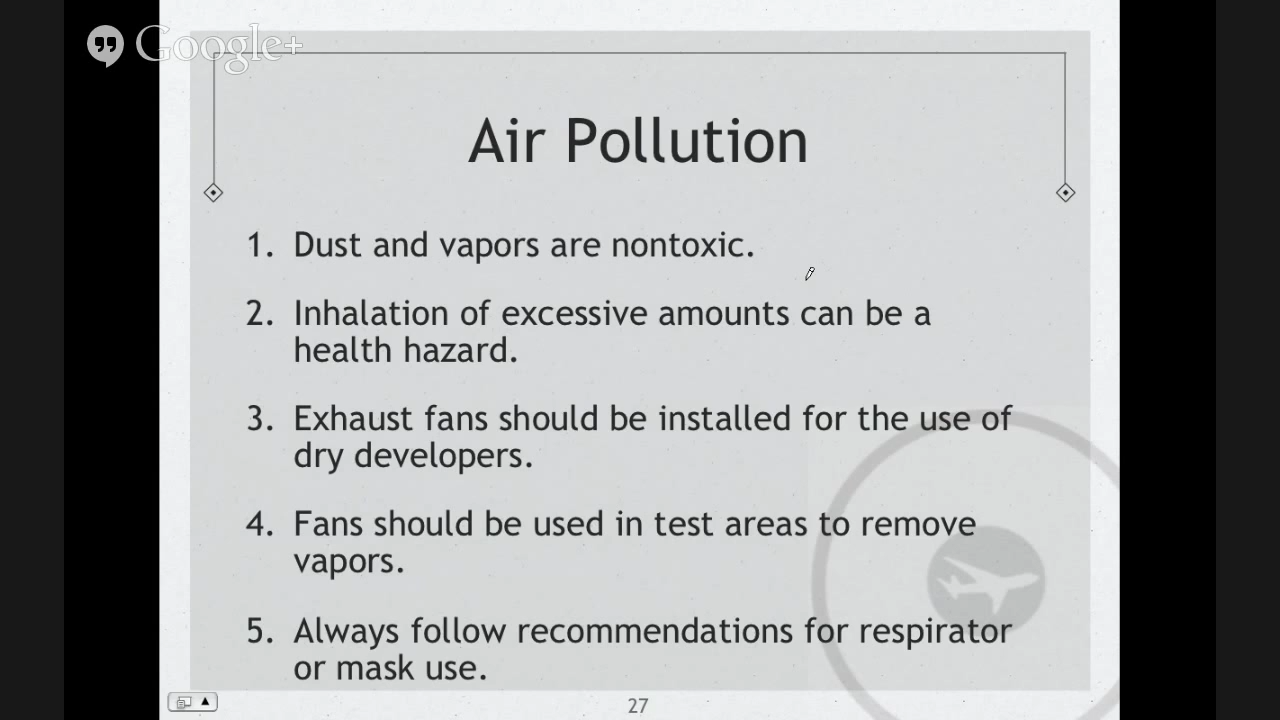 Google+
Air Pollution
1. Dust and vapors are nontoxic.
2. Inhalation of excessive amounts can be a
health hazard.
3. Exhaust fans should be installed for the use of
dry developers.
4. Fans should be used in test areas to remove
vapors.
5. Always follow recommendations for respirator
or mask use.
27